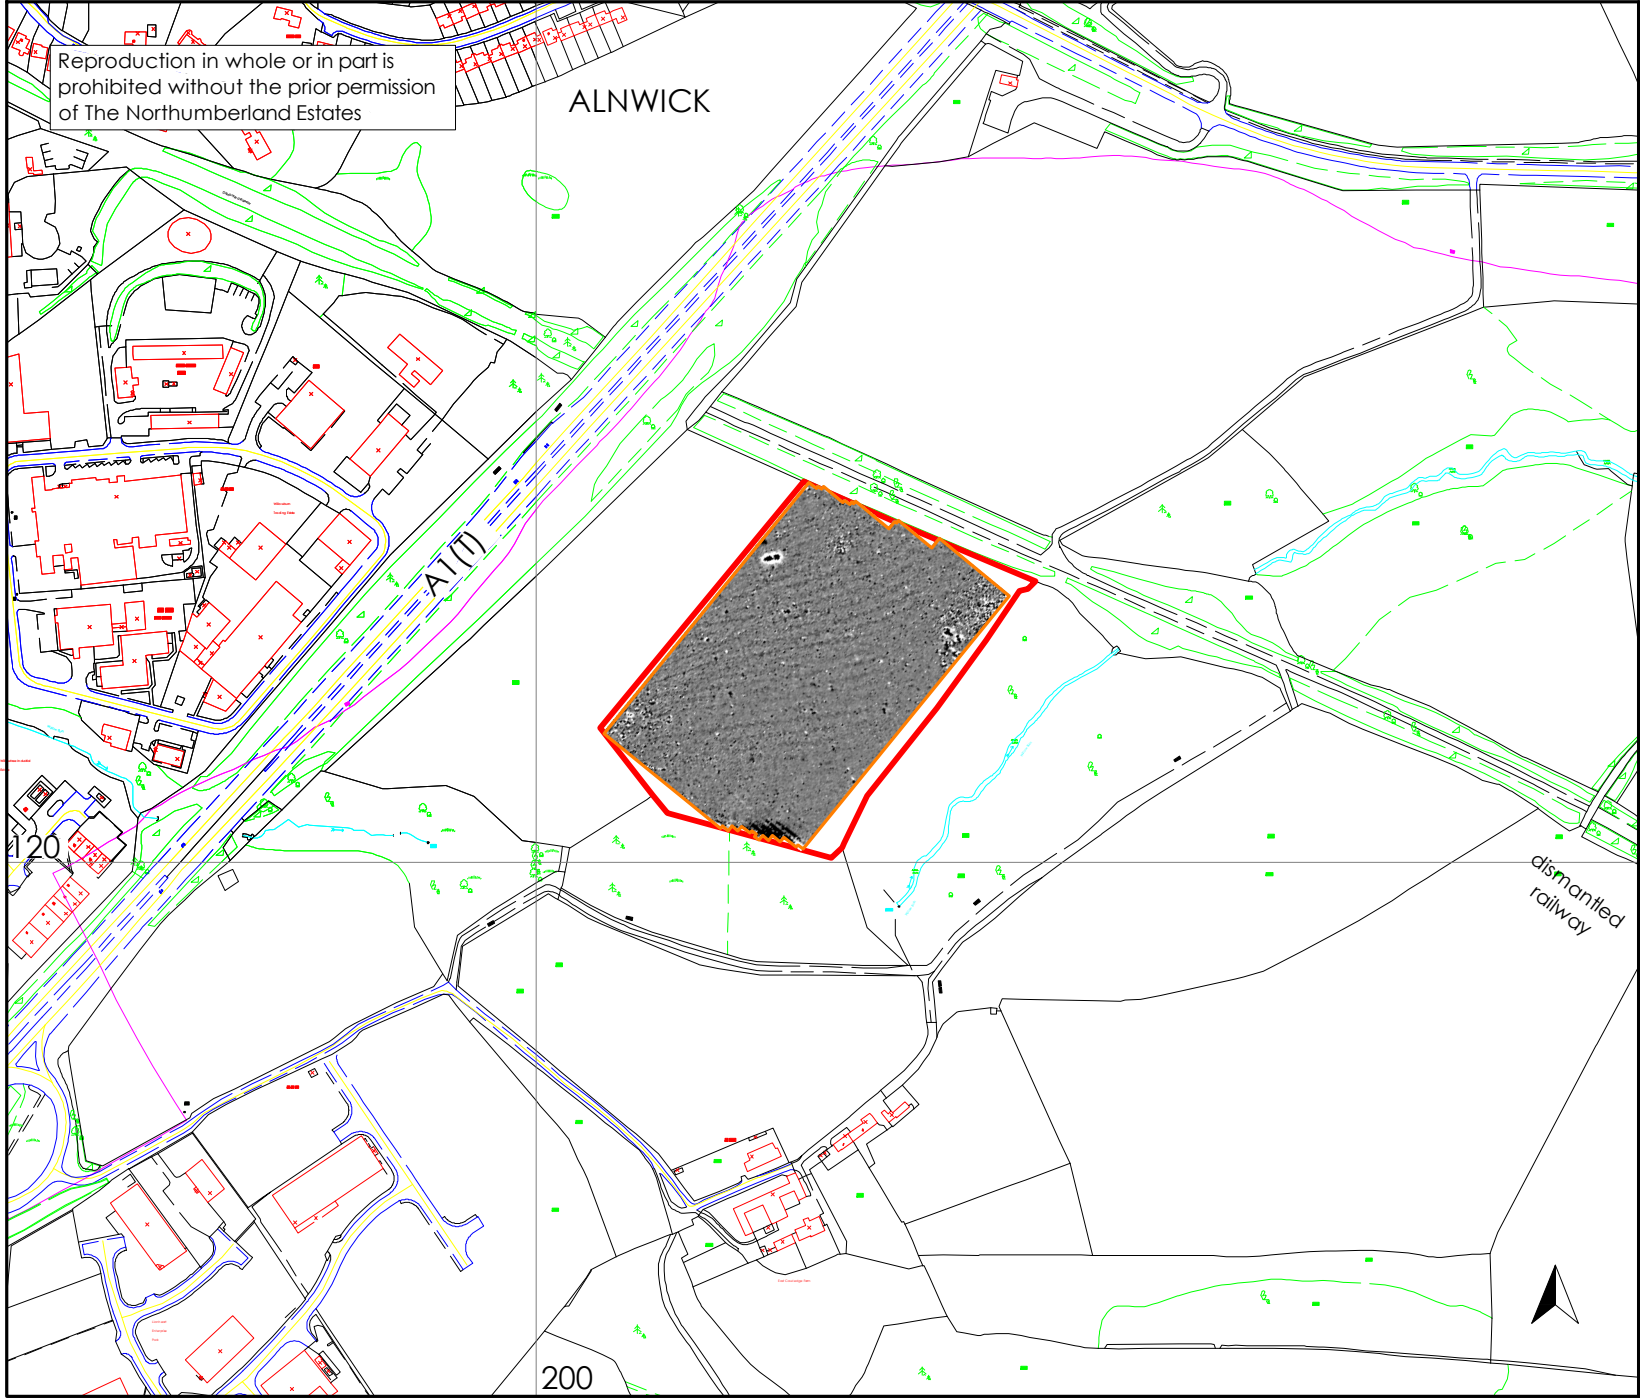 Reproduction in whole or in part is
prohibited without the prior permission
of The Northumberland Estates
ALNWICK
A1(T)
120
dismantled
railway
200